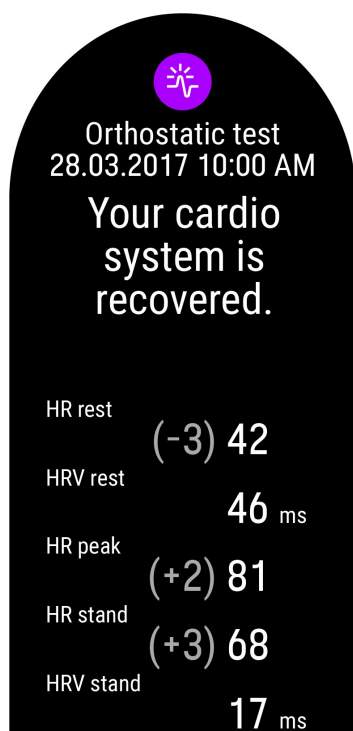 Orthostatic test
28.03.2017 10:00 AM
Your cardio
system is
recovered.
HR rest
(-3) 42
HRV rest
46 ms
HR peak
(+2) 81
HR stand
(+3) 68
HRV stand
17 ms